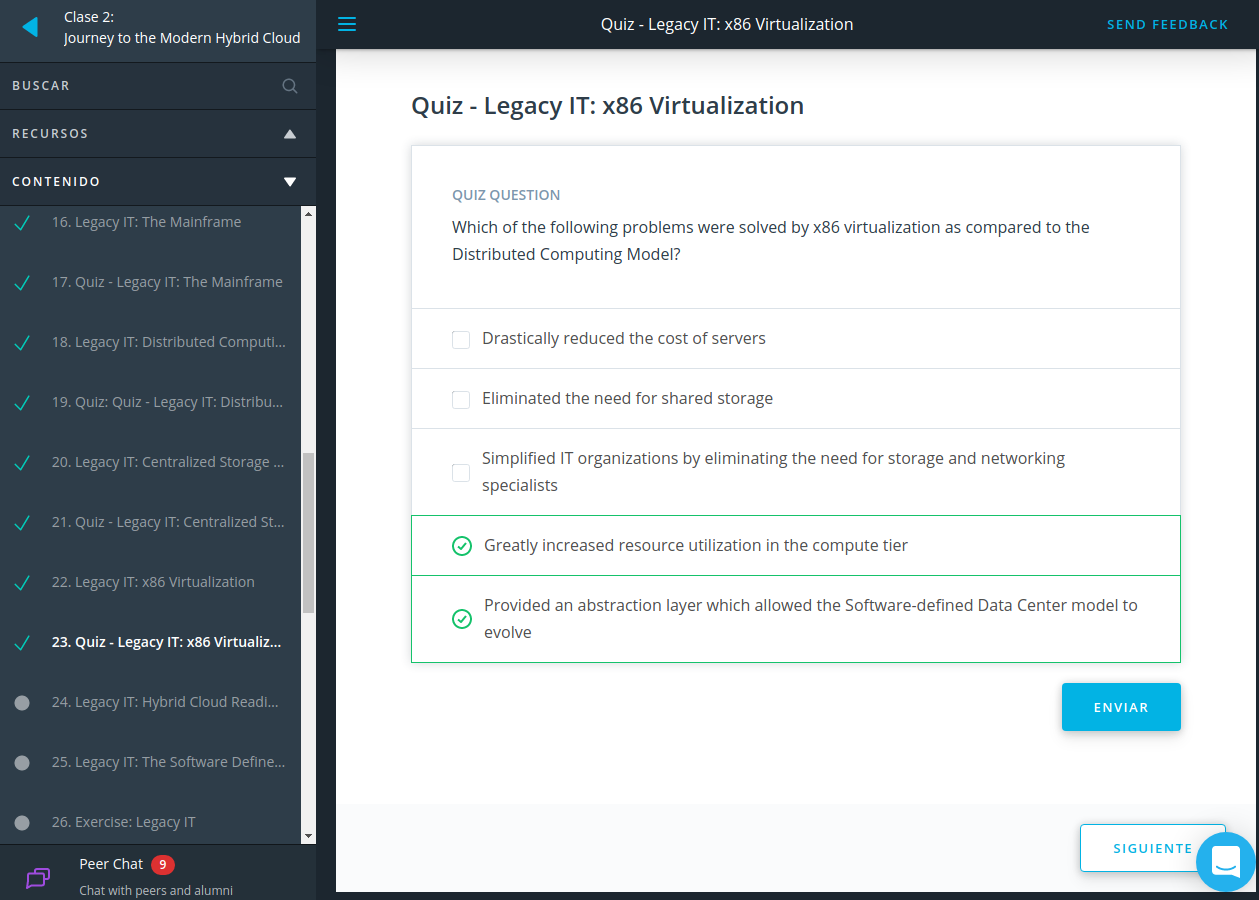 Clase 2:
Journey to the Modern Hybrid Cloud
BUSCAR
RECURSOS
CONTENIDO
16. Legacy IT: The Mainframe
17. Quiz - Legacy IT: The Mainframe
18. Legacy IT: Distributed Computi...
19. Quiz: Quiz - Legacy IT: Distribu...
20. Legacy IT: Centralized Storage ...
21. Quiz - Legacy IT: Centralized St...
22. Legacy IT: x86 Virtualization
23. Quiz - Legacy IT: x86 Virtualiz...
24. Legacy IT: Hybrid Cloud Readi...
25. Legacy IT: The Software Define...
26. Exercise: Legacy IT
Peer Chat 9
Chat with peers and alumni
Quiz - Legacy IT: x86 Virtualization
SEND FEEDBACK
Quiz - Legacy IT: x86 Virtualization
QUIZ QUESTION
Which of the following problems were solved by x86 virtualization as compared to the
Distributed Computing Model?
Drastically reduced the cost of servers
Eliminated the need for shared storage
Simplified IT organizations by eliminating the need for storage and networking
specialists
Greatly increased resource utilization in the compute tier
Provided an abstraction layer which allowed the Software-defined Data Center model to
evolve
ENVIAR
SIGUIENTE